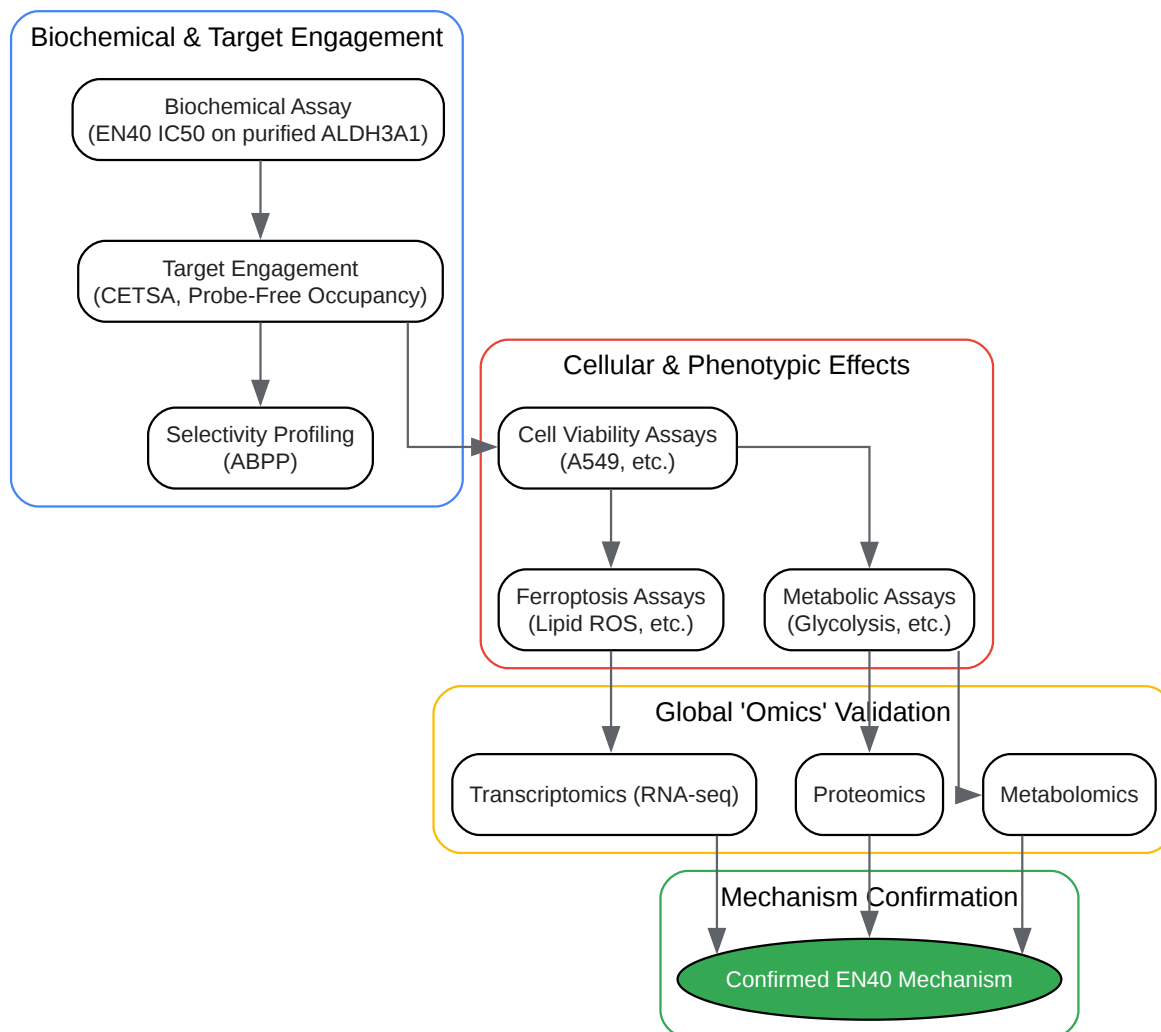 Biochemical & Target Engagement
Biochemical Assay
(EN40 IC50 on purified ALDH3A1)
Target Engagement
(CETSA, Probe-Free Occupancy)
Selectivity Profiling
(ABPP)
Cellular & Phenotypic Effects
Cell Viability Assays
(A549, etc.)
Ferroptosis Assays
(Lipid ROS, etc.)
Metabolic Assays
(Glycolysis, etc.)
Global 'Omics' Validation
Transcriptomics (RNA-seq)
Proteomics
Metabolomics
Mechanism Confirmation
Confirmed EN40 Mechanism